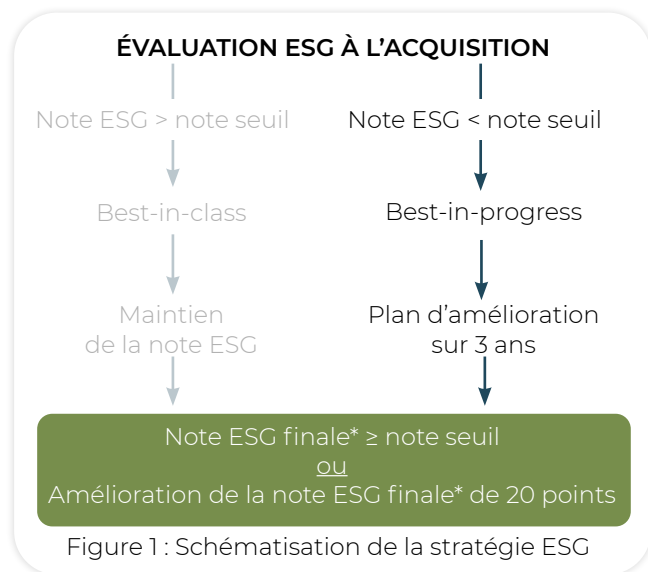 ÉVALUATION ESG À L'ACQUISITION
Note ESG > note seuil
Note ESG < note seuil
Best-in-class
Best-in-progress
Maintien
de la note ESG
Plan d'amélioration
sur 3 ans
Note ESG finale* ≥ note seuil
ou
Amélioration de la note ESG finale* de 20 points
Figure 1 : Schématisation de la stratégie ESG